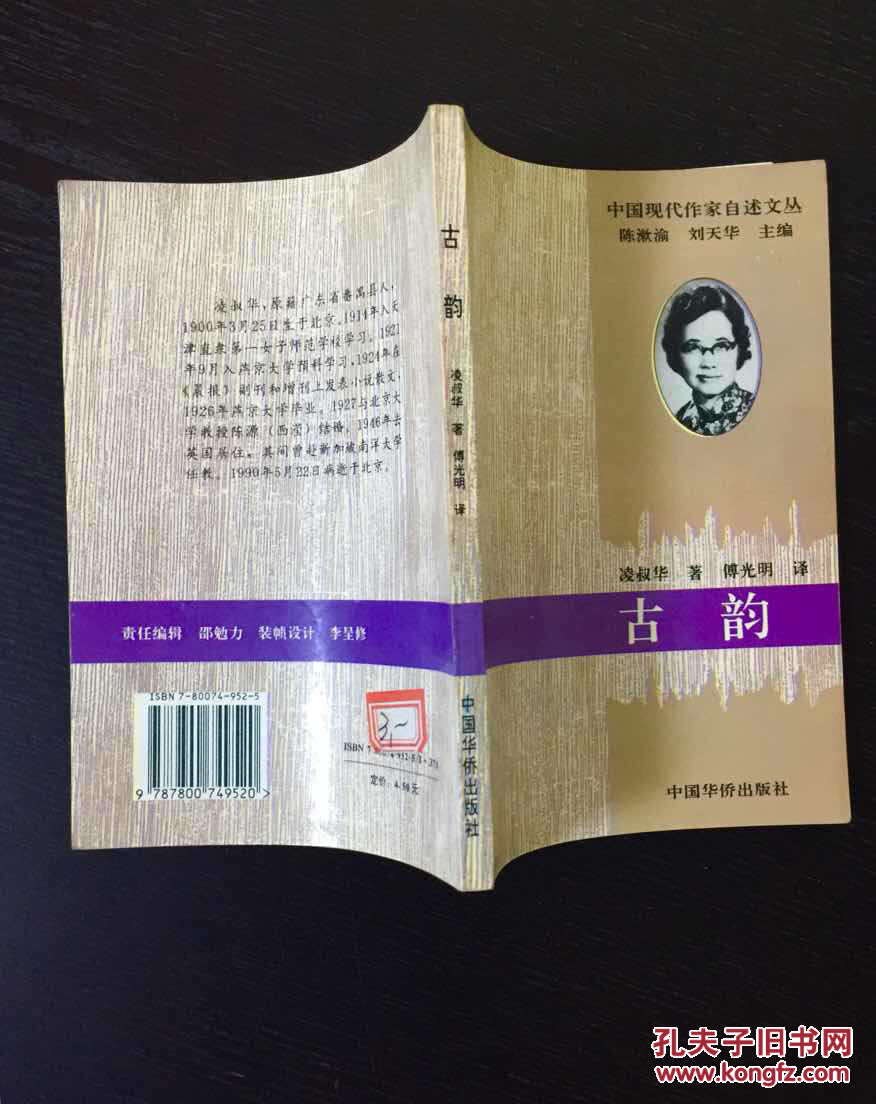 中国现代作家自述文丛
陈漱渝 刘天华 主编
凌叔华 著 傅光明 译
古韵
中国华侨出版社
古韵
凌叔华 著 傅光明 译
中国华侨出版社
凌叔华、原籍广东省番禺县人,
1900年3月25日生于北京。1914年入天
津直隶第一女子师范学校学习。1921
年9月入燕京大学预科学习,1924年在
《晨报》副刊和增刊上发表小说散文,
1926年燕京大学毕业。1927与北京大
学教授陈源(西滢)结婚。1946年去
英国居住。其间曾赴新加坡南洋大学
任教。1990年5月22日病逝于北京。
责任编辑 邵勉力 装帧设计 李呈修
ISBN 7-80074-952-5
9 787800 749520 >
3,-
ISBN 7
定价: 4.50元
孔夫子旧书网
www.kongfz.com